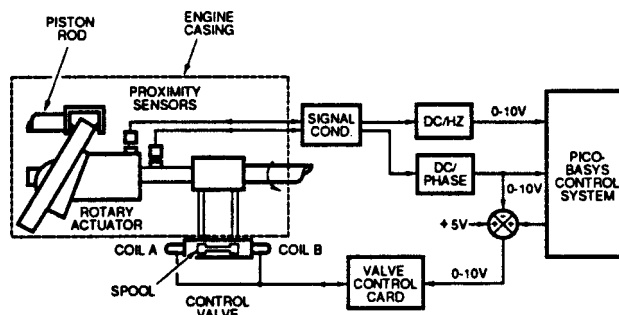 PISTON
ROD
ENGINE
CASING
PROXIMITY
SENSORS
SIGNAL
COND.
DC/HZ
0-10V
DC/
PHASE
0-10V
PICO-
BASYS
CONTROL
SYSTEM
ROTARY
ACTUATOR
+ 5V
COIL A
COIL B
SPOOL
CONTROL
VALVE
VALVE
CONTROL
CARD
0-10V